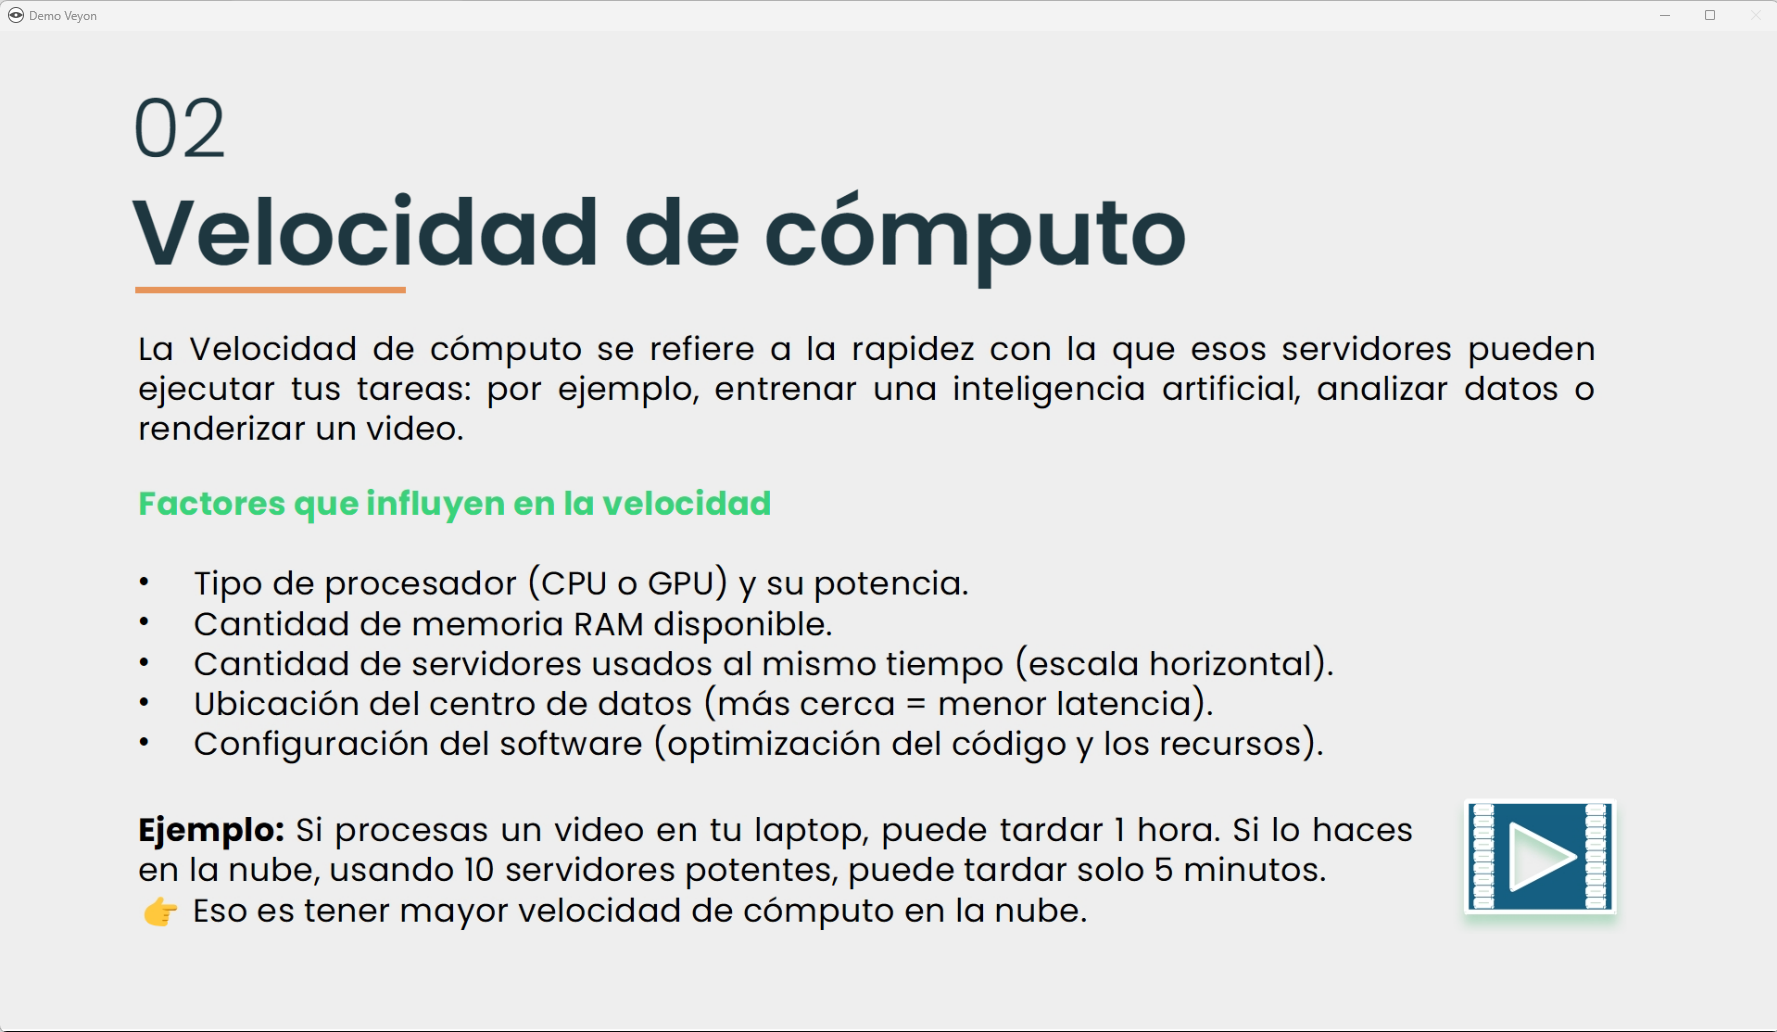 Demo Veyon
02
Velocidad de cómputo
La Velocidad de cómputo se refiere a la rapidez con la que esos servidores pueden
ejecutar tus tareas: por ejemplo, entrenar una inteligencia artificial, analizar datos o
renderizar un video.
Factores que influyen en la velocidad
• Tipo de procesador (CPU o GPU) y su potencia.
• Cantidad de memoria RAM disponible.
• Cantidad de servidores usados al mismo tiempo (escala horizontal).
• Ubicación del centro de datos (más cerca = menor latencia).
• Configuración del software (optimización del código y los recursos).
Ejemplo: Si procesas un video en tu laptop, puede tardar 1 hora. Si lo haces
en la nube, usando 10 servidores potentes, puede tardar solo 5 minutos.
👉 Eso es tener mayor velocidad de cómputo en la nube.